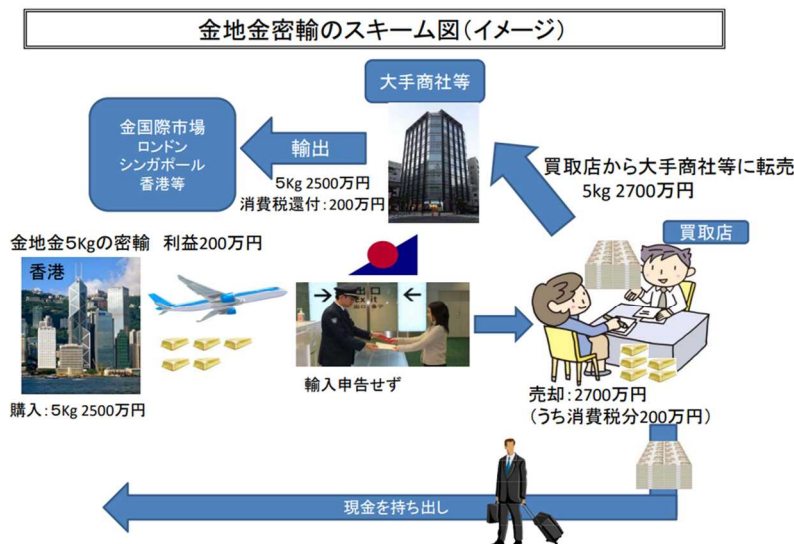 金地金密輸のスキーム図(イメージ)
大手商社等
金国際市場
ロンドン
シンガポール
香港等
輸出
5Kg 2500万円
消費税還付:200万円
買取店から大手商社等に転売
5kg 2700万円
買取店
金地金5Kgの密輸 利益200万円
香港
出口
Exit
輸入申告せず
購入:5Kg 2500万円
売却:2700万円
(うち消費税分200万円)
現金を持ち出し